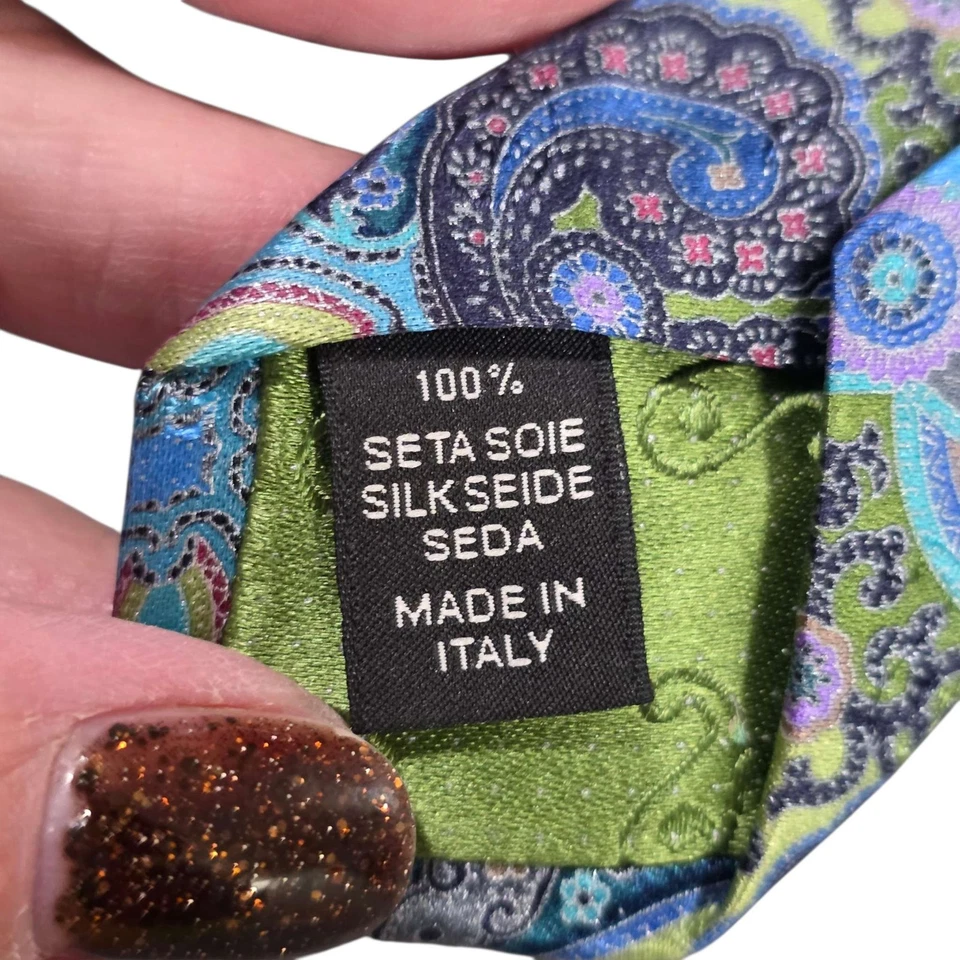 100%
SETA SOIE
SILK SEIDE
SEDA
MADE IN
ITALY